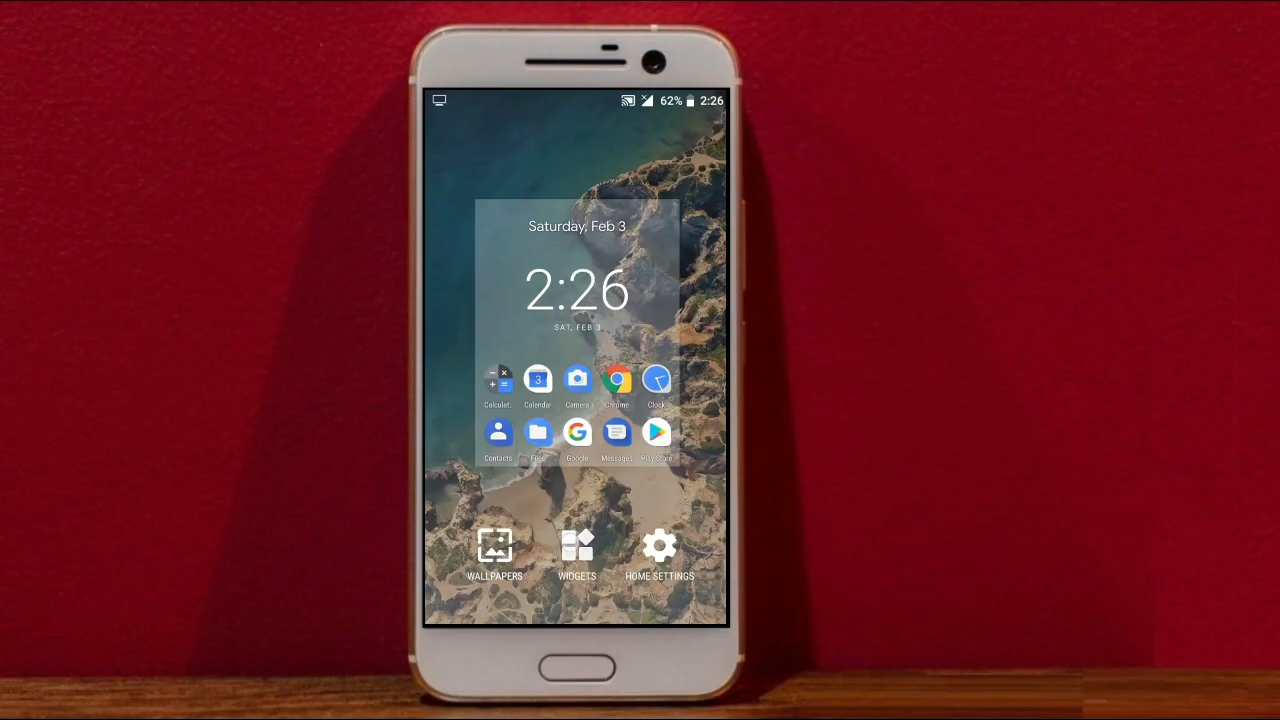 62% 2:26
Saturday, Feb 3
2:26
SAT, FEB 3
Calculat..
Calendar
Camera
Chrome
Clock
3
Contacts
Files
Google
Messages
Play Store
WALLPAPERS
WIDGETS
HOME SETTINGS